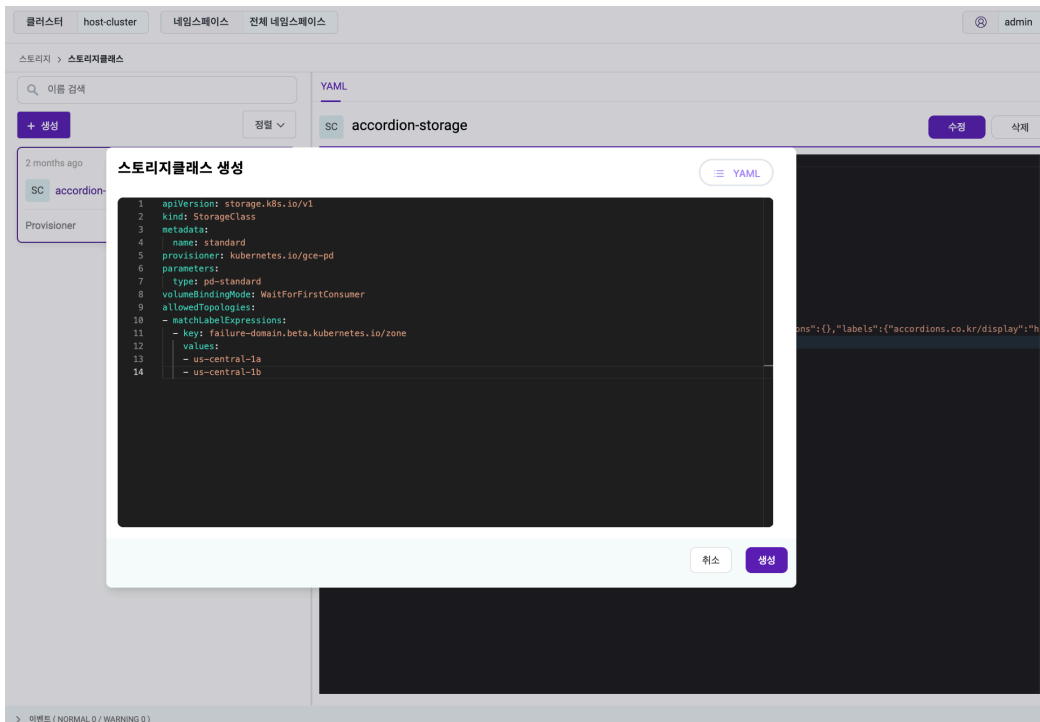 클러스터 host-cluster 네임스페이스 전체 네임스페이스 admin
스토리지 > 스토리지클래스
이름 검색
YAML
+ 생성 정렬
SC accordion-storage 수정 삭제
2 months ago
SC accordion-
Provisioner
스토리지클래스 생성 YAML
1 apiVersion: storage.k8s.io/v1
2 kind: StorageClass
3 metadata:
4 name: standard
5 provisioner: kubernetes.io/gce-pd
6 parameters:
7 type: pd-standard
8 volumeBindingMode: WaitForFirstConsumer
9 allowedTopologies:
10 - matchLabelExpressions:
11 - key: failure-domain.beta.kubernetes.io/zone
12 values:
13 - us-central-1a
14 - us-central-1b
ons":{},"labels":{"accordions.co.kr/display":"h
취소 생성
> 이벤트 ( NORMAL 0 / WARNING 0 )